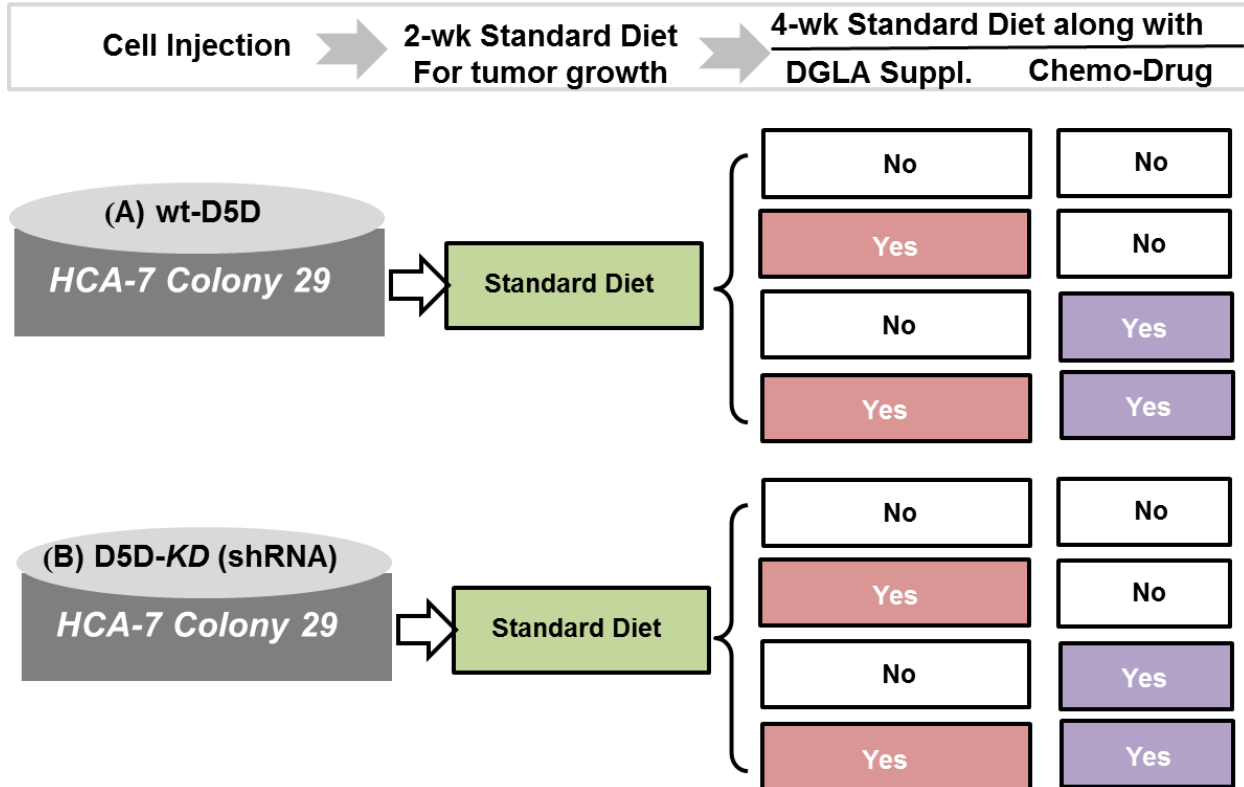 Cell Injection
2-wk Standard Diet
For tumor growth
4-wk Standard Diet along with
DGLA Suppl.
Chemo-Drug
(A) wt-D5D
HCA-7 Colony 29
Standard Diet
No
No
Yes
No
No
Yes
Yes
Yes
(B) D5D-KD (shRNA)
HCA-7 Colony 29
Standard Diet
No
No
Yes
No
No
Yes
Yes
Yes